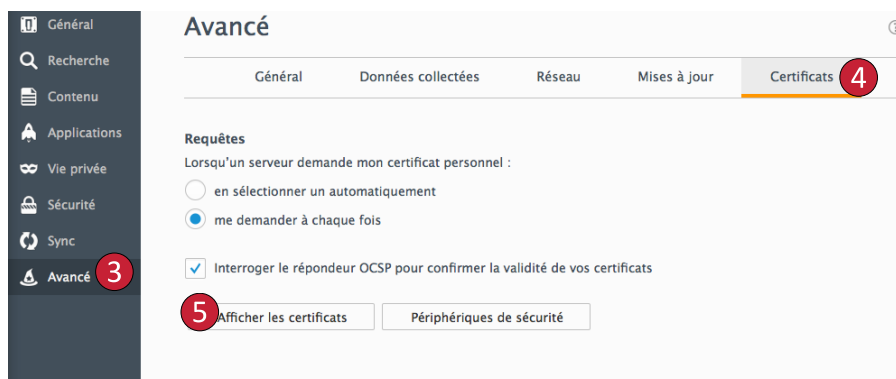 Général
Recherche
Contenu
Applications
Vie privée
Sécurité
Sync
Avancé 3
Avancé
Général Données collectées Réseau Mises à jour Certificats 4
Requêtes
Lorsqu'un serveur demande mon certificat personnel :
en sélectionner un automatiquement
me demander à chaque fois
Interroger le répondeur OCSP pour confirmer la validité de vos certificats
5 Afficher les certificats Périphériques de sécurité